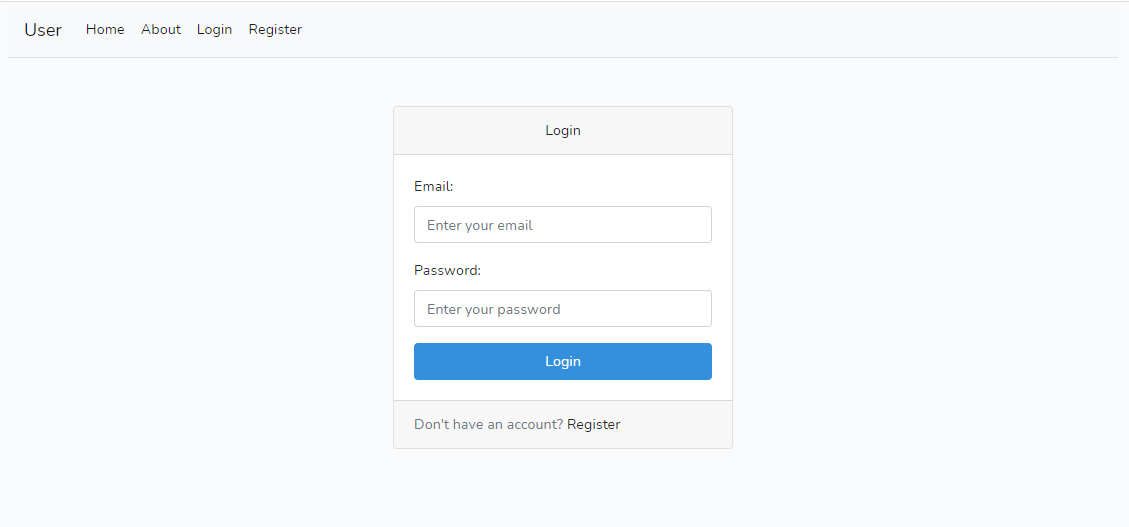 User Home About Login Register
Login
Email:
Enter your email
Password:
Enter your password
Login
Don't have an account? Register